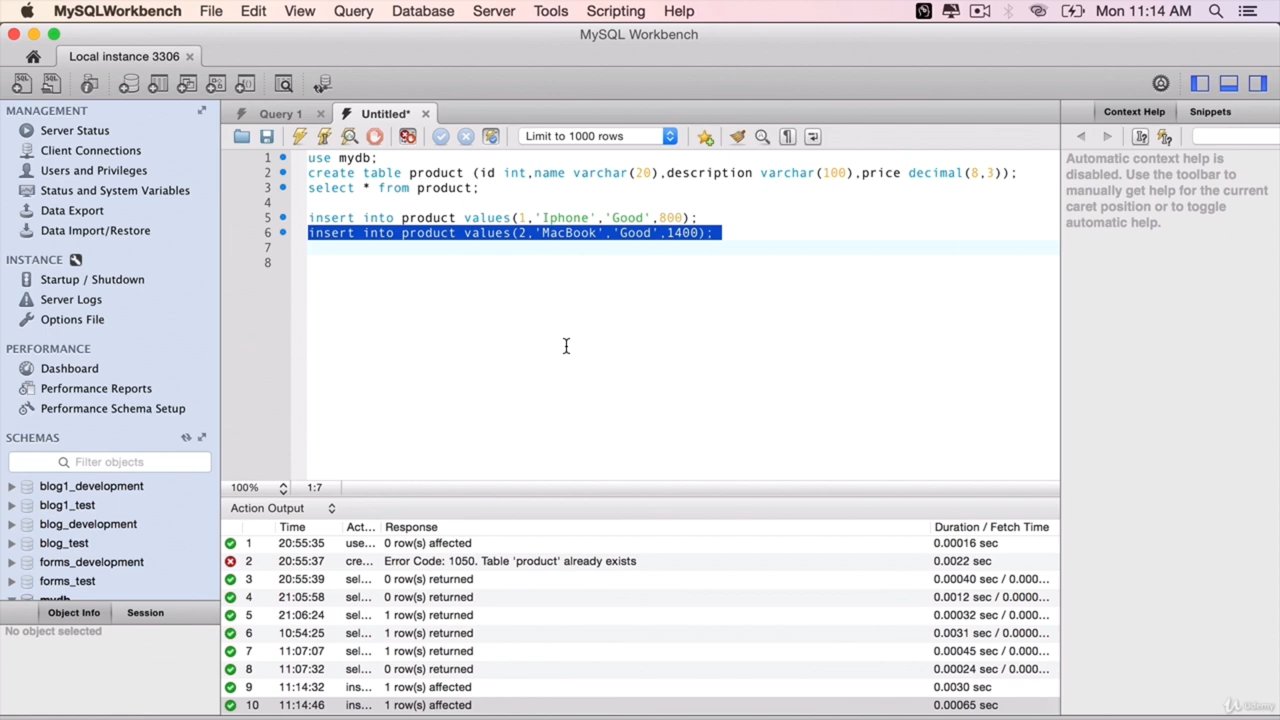 MySQLWorkbench File Edit View Query Database Server Tools Scripting Help Mon 11:14 AM
MySQL Workbench
Local instance 3306
MANAGEMENT
Server Status
Client Connections
Users and Privileges
Status and System Variables
Data Export
Data Import/Restore
INSTANCE
Startup / Shutdown
Server Logs
Options File
PERFORMANCE
Dashboard
Performance Reports
Performance Schema Setup
SCHEMAS
Filter objects
blog1_development
blog1_test
blog_development
blog_test
forms_development
forms_test
mydb
Object Info Session
No object selected
Query 1 Untitled*
Limit to 1000 rows
1 use mydb;
2 create table product (id int,name varchar(20),description varchar(100),price decimal(8,3));
3 select * from product;
4
5 insert into product values(1,'Iphone','Good',800);
6 insert into product values(2,'MacBook','Good',1400);
7
8
100% 1:7
Action Output
Time Act... Response Duration / Fetch Time
1 20:55:35 use... 0 row(s) affected 0.00016 sec
2 20:55:37 cre... Error Code: 1050. Table 'product' already exists 0.0022 sec
3 20:55:39 sel... 0 row(s) returned 0.00040 sec / 0.000...
4 21:05:58 sel... 0 row(s) returned 0.0012 sec / 0.0000...
5 21:06:24 sel... 1 row(s) returned 0.00032 sec / 0.000...
6 10:54:25 sel... 1 row(s) returned 0.0031 sec / 0.0000...
7 11:07:07 sel... 1 row(s) returned 0.00045 sec / 0.000...
8 11:07:32 sel... 0 row(s) returned 0.00024 sec / 0.000...
9 11:14:32 ins... 1 row(s) affected 0.0030 sec
10 11:14:46 ins... 1 row(s) affected 0.00065 sec
Context Help Snippets
Automatic context help is
disabled. Use the toolbar to
manually get help for the
current caret position or to toggle
automatic help.
Udemy